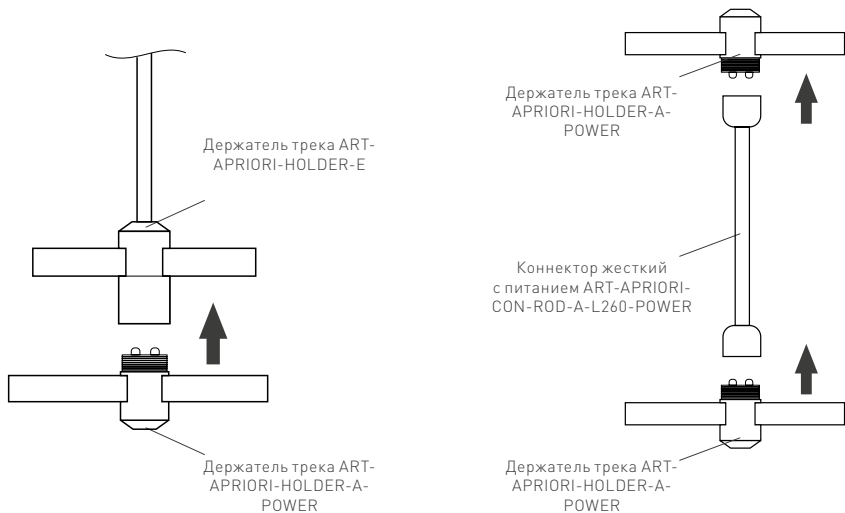 Держатель трека ART-
APRIORI-HOLDER-E
Держатель трека ART-
APRIORI-HOLDER-A-
POWER
Держатель трека ART-
APRIORI-HOLDER-A-
POWER
Коннектор жесткий
с питанием ART-APRIORI-
CON-ROD-A-L260-POWER
Держатель трека ART-
APRIORI-HOLDER-A-
POWER